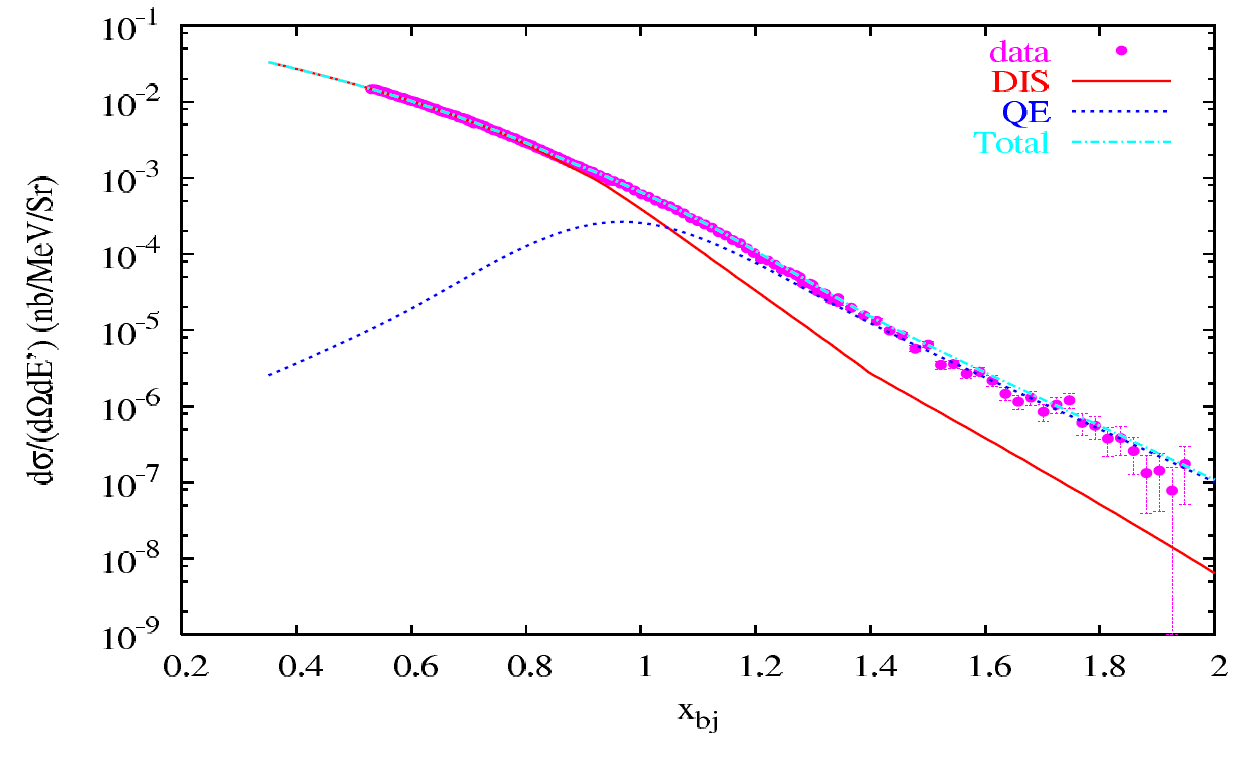 dσ/(dΩdE') (nb/MeV/Sr)
10⁻¹
10⁻²
10⁻³
10⁻⁴
10⁻⁵
10⁻⁶
10⁻⁷
10⁻⁸
10⁻⁹
data
DIS
QE
Total
0.2 0.4 0.6 0.8 1 1.2 1.4 1.6 1.8 2
x_bj